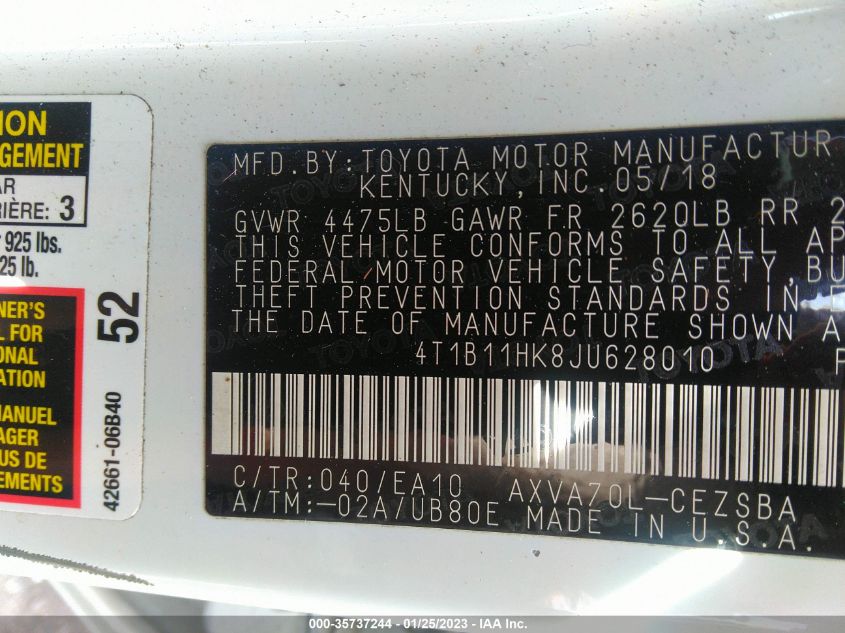 ION
GEMENT
AR
RIÈRE: 3
925 lbs.
25 lb.
NER'S
L FOR
ONAL
ATION
MANUEL
AGER
US DE
EMENTS
52
42661-06B40
MFD.BY:TOYOTA MOTOR MANUFACTUR
KENTUCKY,INC.05/18
GVWR 4475LB GAWR FR 2620LB RR 2
THIS VEHICLE CONFORMS TO ALL AP
FEDERAL MOTOR VEHICLE SAFETY,BU
THEFT PREVENTION STANDARDS IN E
THE DATE OF MANUFACTURE SHOWN A
4T1B11HK8JU628010
C/TR:040/EA10 AXVA70L-CEZSBA
A/TM:-02A/UB80E MADE IN U.S.A.
000-35737244 - 01/25/2023 - IAA Inc.